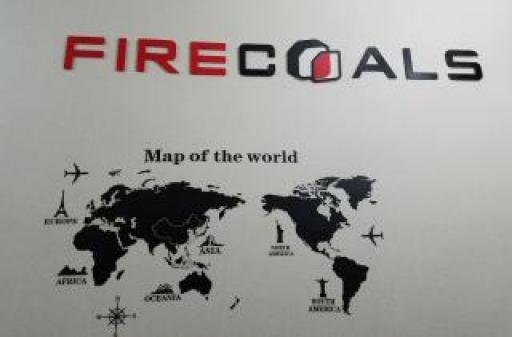 FIRECOALS
Map of the world
EUROPE
ASIA
NORTH
AMERICA
AFRICA
OCEANIA
SOUTH
AMERICA